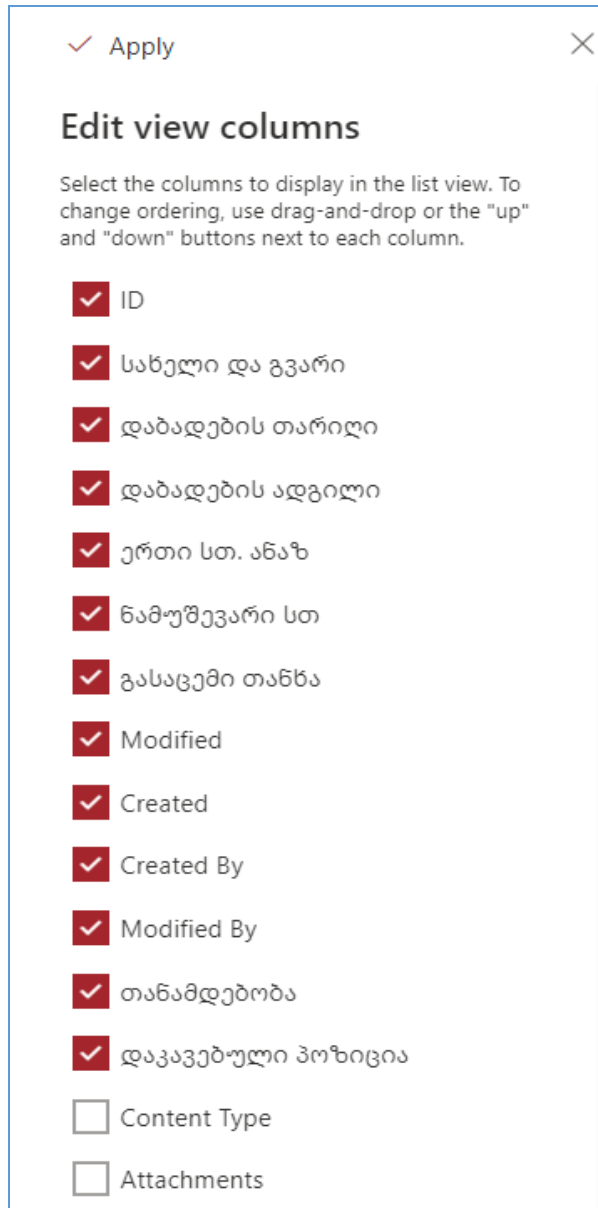 Apply
Edit view columns
Select the columns to display in the list view. To
change ordering, use drag-and-drop or the "up"
and "down" buttons next to each column.
ID
სახელი და გვარი
დაბადების თარიღი
დაბადების ადგილი
ერთი სთ. ანაზ
ნამუშევარი სთ
გასაცემი თანხა
Modified
Created
Created By
Modified By
თანამდებობა
დაკავებული პოზიცია
Content Type
Attachments